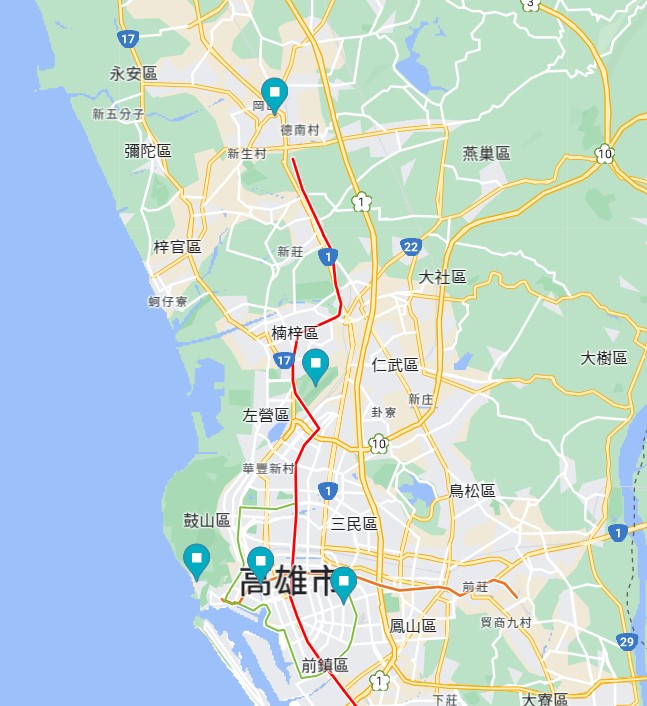 3
17
永安區
新五分子
德南村
彌陀區
新生村
燕巢區
10
1
梓官區
新莊
1
22
大社區
蚵仔寮
楠梓區
17
仁武區
大樹區
新庄
左營區
卦寮
10
華豐新村
1
鳥松區
鼓山區
三民區
1
高雄市
前莊
鳳山區
貿商九村
29
前鎮區
1
下莊
大寮區